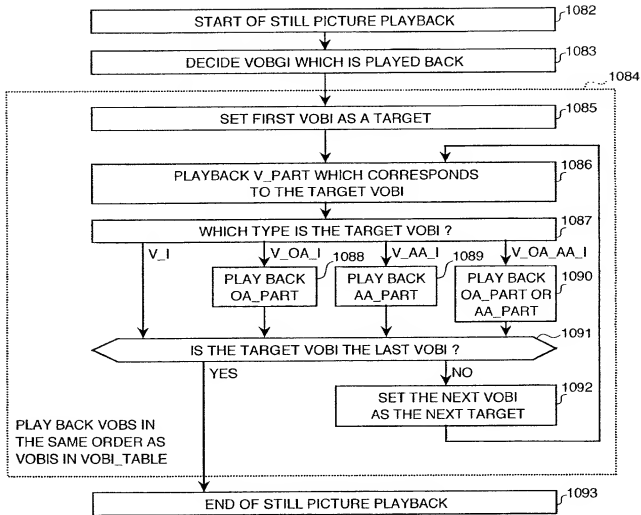 START OF STILL PICTURE PLAYBACK
1082
DECIDE VOBGI WHICH IS PLAYED BACK
1083
1084
SET FIRST VOBI AS A TARGET
1085
PLAYBACK V_PART WHICH CORRESPONDS
TO THE TARGET VOBI
1086
WHICH TYPE IS THE TARGET VOBI ?
1087
V_I
V_OA_I
V_AA_I
V_OA_AA_I
PLAY BACK
OA_PART
1088
PLAY BACK
AA_PART
1089
PLAY BACK
OA_PART OR
AA_PART
1090
IS THE TARGET VOBI THE LAST VOBI ?
1091
YES
NO
SET THE NEXT VOBI
AS THE NEXT TARGET
1092
PLAY BACK VOBS IN
THE SAME ORDER AS
VOBIS IN VOBI_TABLE
END OF STILL PICTURE PLAYBACK
1093